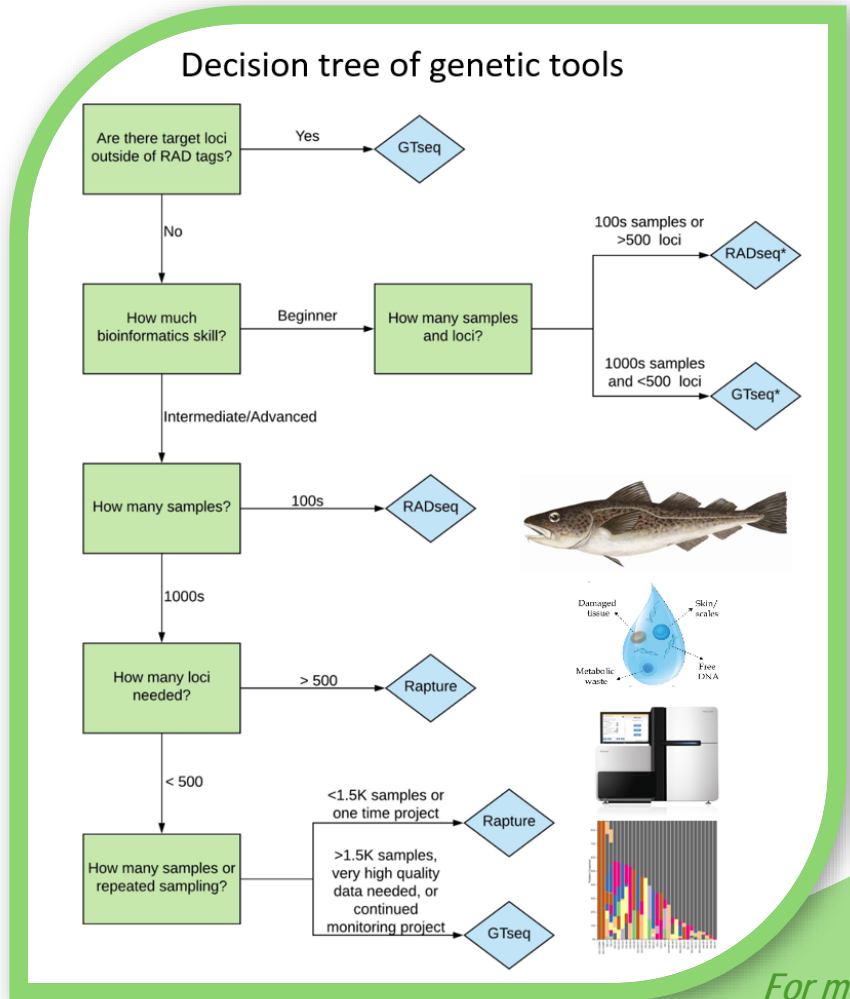 Decision tree of genetic tools
Are there target loci
outside of RAD tags?
Yes
GTseq
No
How much
bioinformatics skill?
Beginner
How many samples
and loci?
100s samples or
>500 loci
RADseq*
1000s samples
and <500 loci
GTseq*
Intermediate/Advanced
How many samples?
100s
RADseq
1000s
How many loci
needed?
> 500
Rapture
< 500
How many samples or
repeated sampling?
<1.5K samples or
one time project
Rapture
>1.5K samples,
very high quality
data needed, or
continued
monitoring project
GTseq
Damaged
tissue
Skin/
scales
Metabolic
waste
Free
DNA
For m